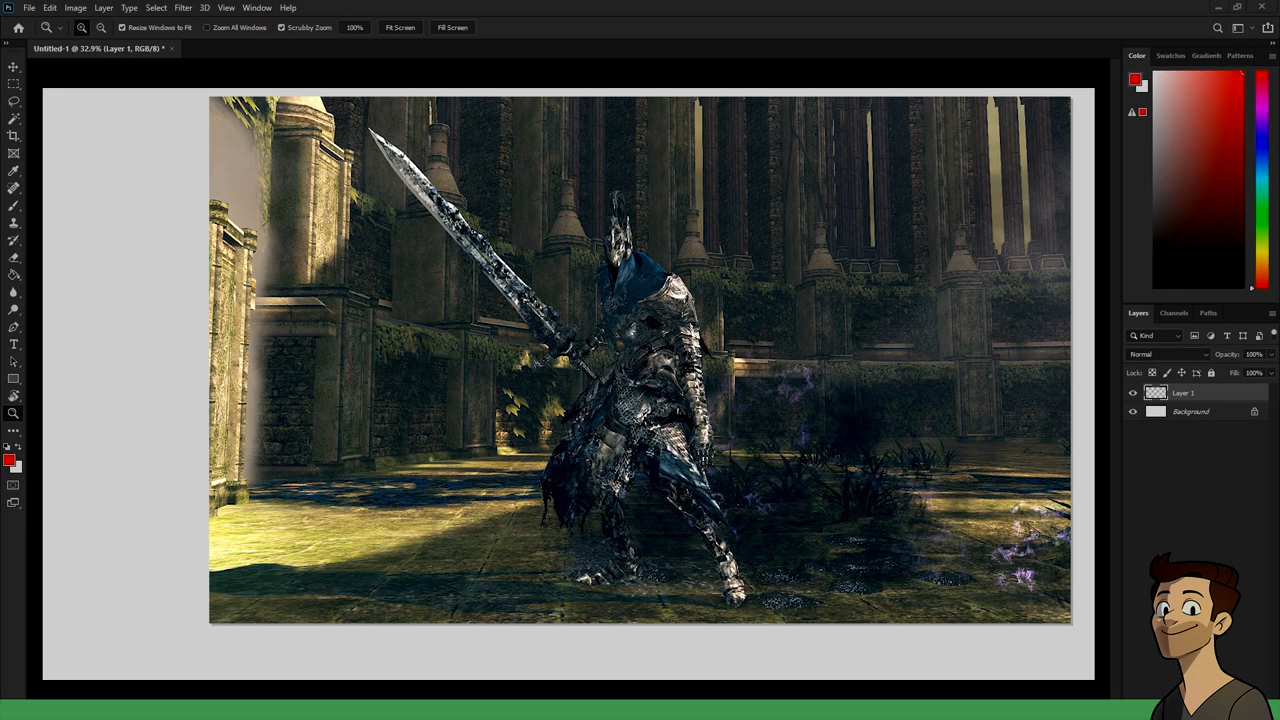 Ps File Edit Image Layer Type Select Filter 3D View Window Help
Resize Windows to Fit Zoom All Windows Scrubby Zoom 100% Fit Screen Fill Screen
Untitled-1 @ 32.9% (Layer 1, RGB/8) *
Color Swatches Gradients Patterns
Layers Channels Paths
Kind
Normal Opacity: 100%
Lock: Fill: 100%
Layer 1
Background